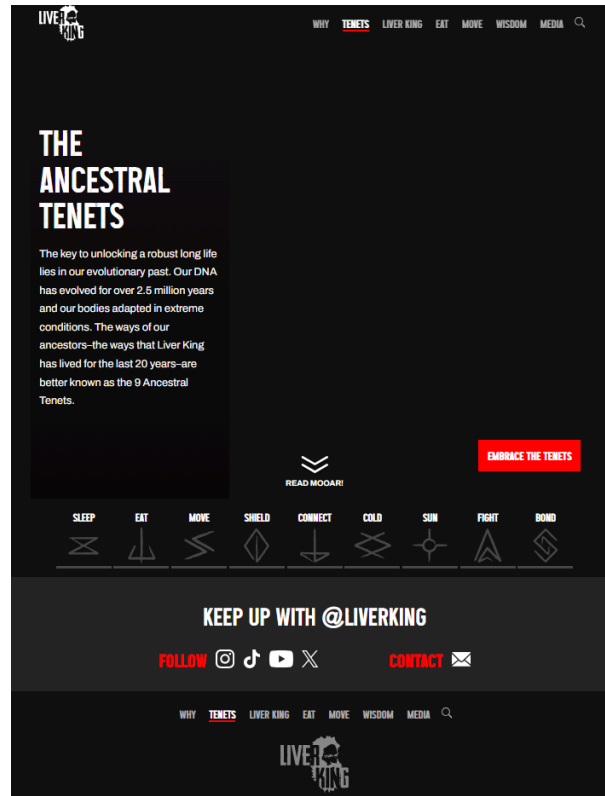 LIVER KING
WHY TENETS LIVER KING EAT MOVE WISDOM MEDIA
THE
ANCESTRAL
TENETS
The key to unlocking a robust long life
lies in our evolutionary past. Our DNA
has evolved for over 2.5 million years
and our bodies adapted in extreme
conditions. The ways of our
ancestors–the ways that Liver King
has lived for the last 20 years–are
better known as the 9 Ancestral
Tenets.
EMBRACE THE TENETS
READ MOOAR!
SLEEP EAT MOVE SHIELD CONNECT COLD SUN FIGHT BOND
KEEP UP WITH @LIVERKING
FOLLOW CONTACT
WHY TENETS LIVER KING EAT MOVE WISDOM MEDIA
LIVER KING